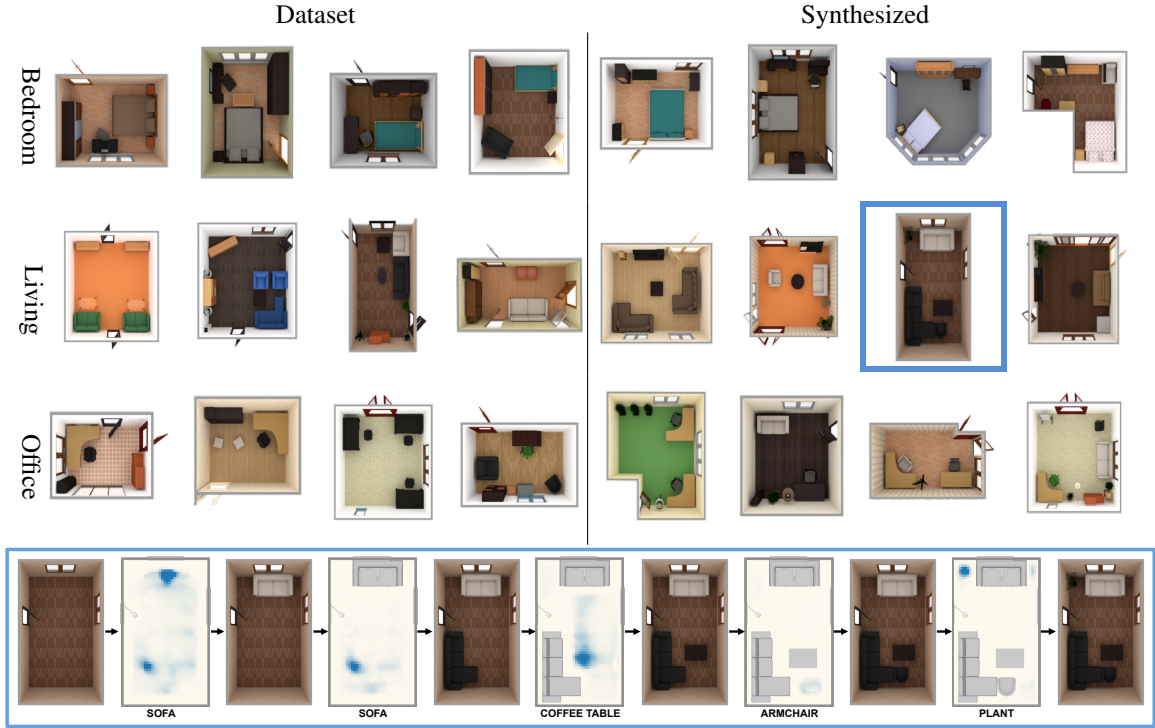 Dataset
Synthesized
Bedroom
Living
Office
SOFA
SOFA
COFFEE TABLE
ARMCHAIR
PLANT